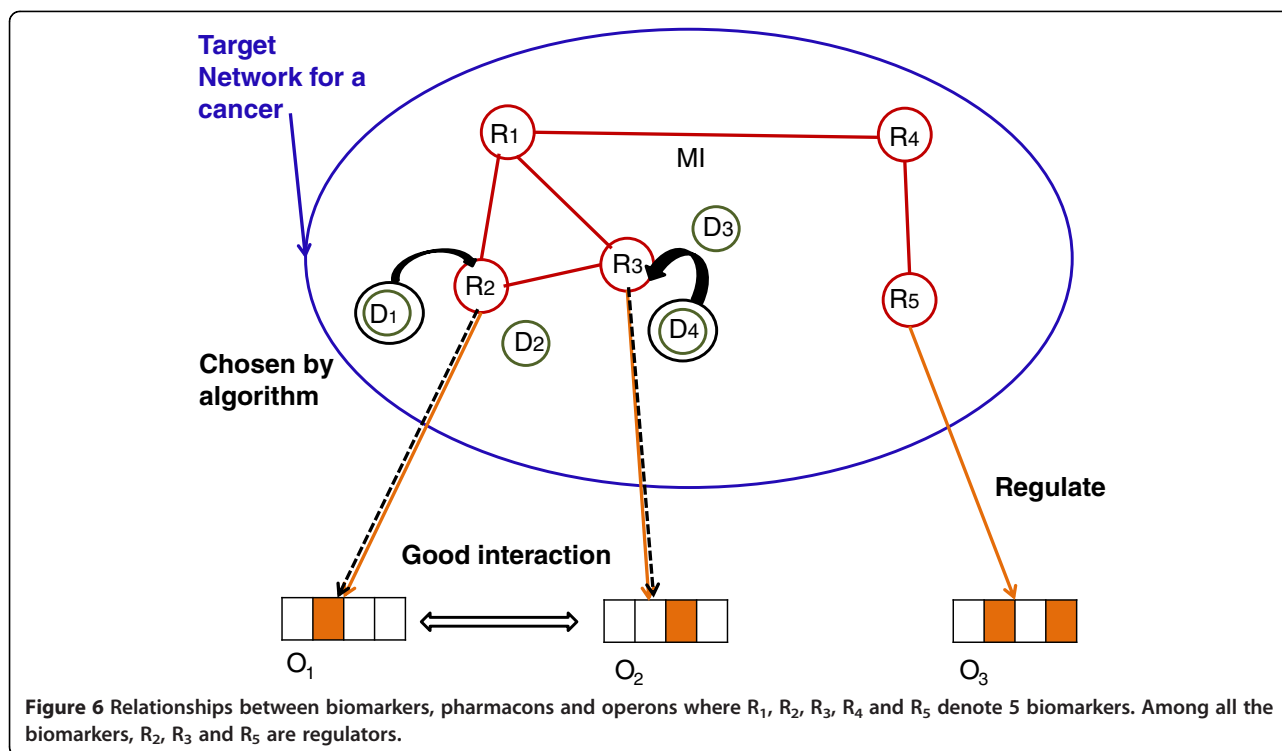 Target
Network for a
cancer
R1
R4
MI
D3
R3
R2
R5
D1
D4
D2
Chosen by
algorithm
Regulate
Good interaction
O1
O2
O3
Figure 6 Relationships between biomarkers, pharmacons and operons where R1, R2, R3, R4 and R5 denote 5 biomarkers. Among all the
biomarkers, R2, R3 and R5 are regulators.